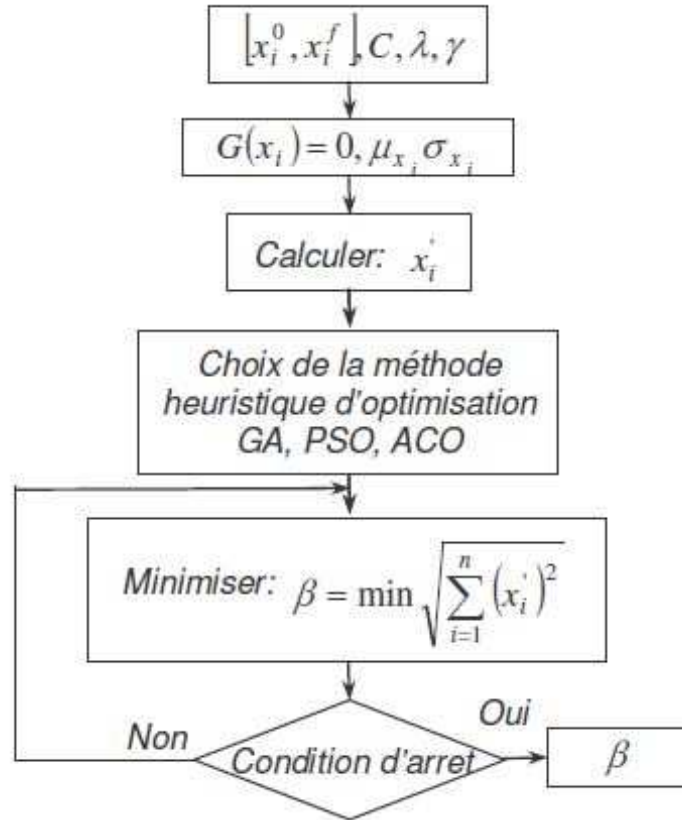 [x_i^0, x_i^f], C, λ, γ
G(x_i) = 0, μ_{x_i} σ_{x_i}
Calculer: x_i^'
Choix de la méthode
heuristique d'optimisation
GA, PSO, ACO
Minimiser: β = min √(∑_{i=1}^{n} (x_i^')^2)
Oui
Non
Condition d'arret
β